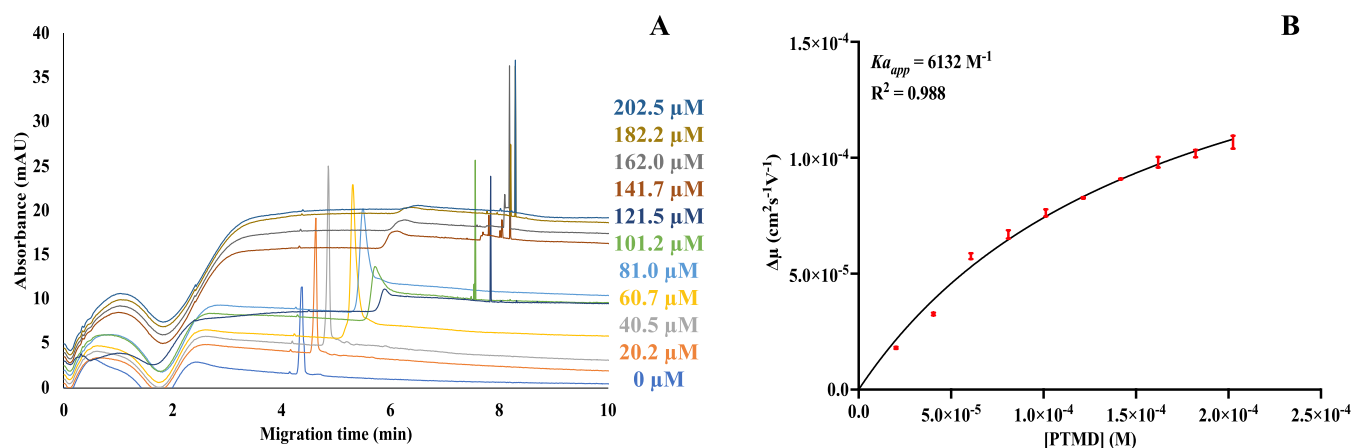 A
Absorbance (mAU)
40
35
30
25
20
15
10
5
0
0 2 4 6 8 10
Migration time (min)
202.5 µM
182.2 µM
162.0 µM
141.7 µM
121.5 µM
101.2 µM
81.0 µM
60.7 µM
40.5 µM
20.2 µM
0 µM
B
Ka_app = 6132 M⁻¹
R² = 0.988
Δµ (cm²s⁻¹V⁻¹)
1.5×10⁻⁴
1.0×10⁻⁴
5.0×10⁻⁵
0.0
0.0 5.0×10⁻⁵ 1.0×10⁻⁴ 1.5×10⁻⁴ 2.0×10⁻⁴ 2.5×10⁻⁴
[PTMD] (M)